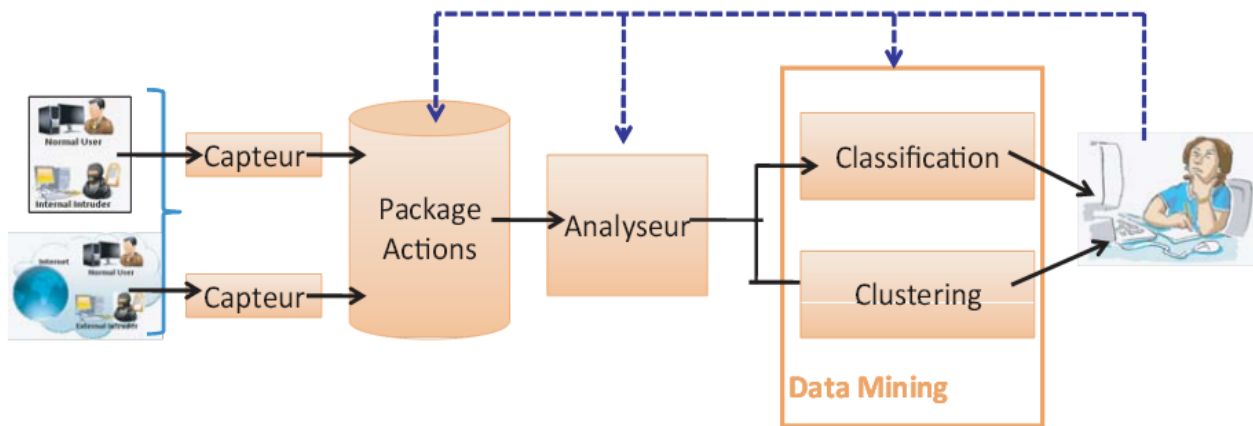 Normal User
Internal Intruder
Internet
Normal User
External Intruder
Capteur
Capteur
Package
Actions
Analyseur
Classification
Clustering
Data Mining